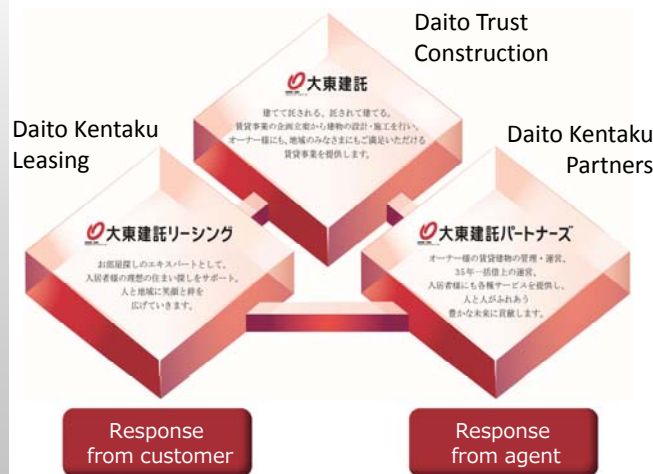 Daito Trust
Construction
大東建託
建てて託される。託されて建てる。
賃貸事業の企画立案から建物の設計・施工を行い、
オーナー様にも、地域のみなさまにもご満足いただける
賃貸事業を提供します。
Daito Kentaku
Leasing
大東建託リーシング
お部屋探しのエキスパートとして、
入居者様の理想の住まい探しをサポート。
人と地域に笑顔と絆を
広げていきます。
Daito Kentaku
Partners
大東建託パートナーズ
オーナー様の賃貸建物の管理・運営、
35年一括借上の運営。
入居者様にも各種サービスを提供し、
人と人がふれあう
豊かな未来に貢献します。
Response
from customer
Response
from agent